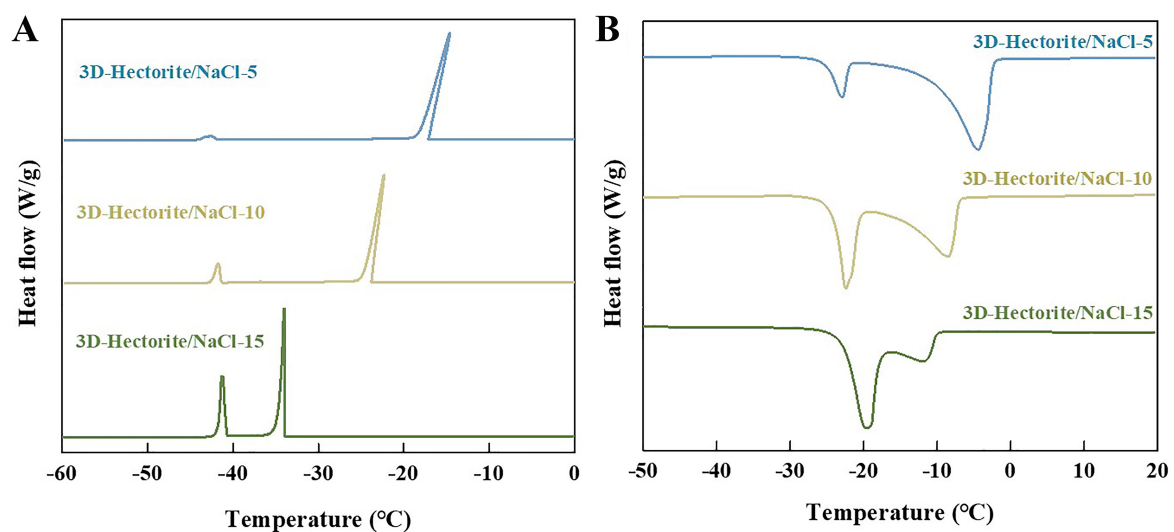 A
3D-Hectorite/NaCl-5
3D-Hectorite/NaCl-10
3D-Hectorite/NaCl-15
Heat flow (W/g)
-60 -50 -40 -30 -20 -10 0
Temperature (℃)
B
3D-Hectorite/NaCl-5
3D-Hectorite/NaCl-10
3D-Hectorite/NaCl-15
Heat flow (W/g)
-50 -40 -30 -20 -10 0 10 20
Temperature (℃)